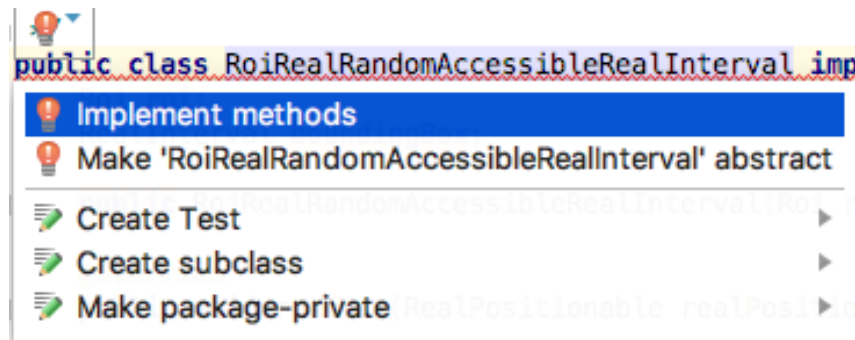 public class RoiRealRandomAccessibleRealInterval imp
Implement methods
Make 'RoiRealRandomAccessibleRealInterval' abstract
Create Test
Create subclass
Make package-private